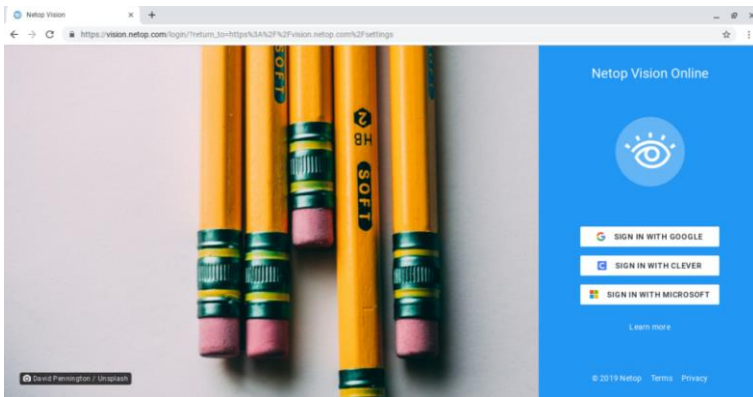 Netop Vision
https://vision.netop.com/login/?return_to=https%3A%2F%2Fvision.netop.com%2Fsettings
Netop Vision Online
SOFT
2
HB
SOFT
SIGN IN WITH GOOGLE
SIGN IN WITH CLEVER
SIGN IN WITH MICROSOFT
Learn more
David Pennington / Unsplash
© 2019 Netop Terms Privacy